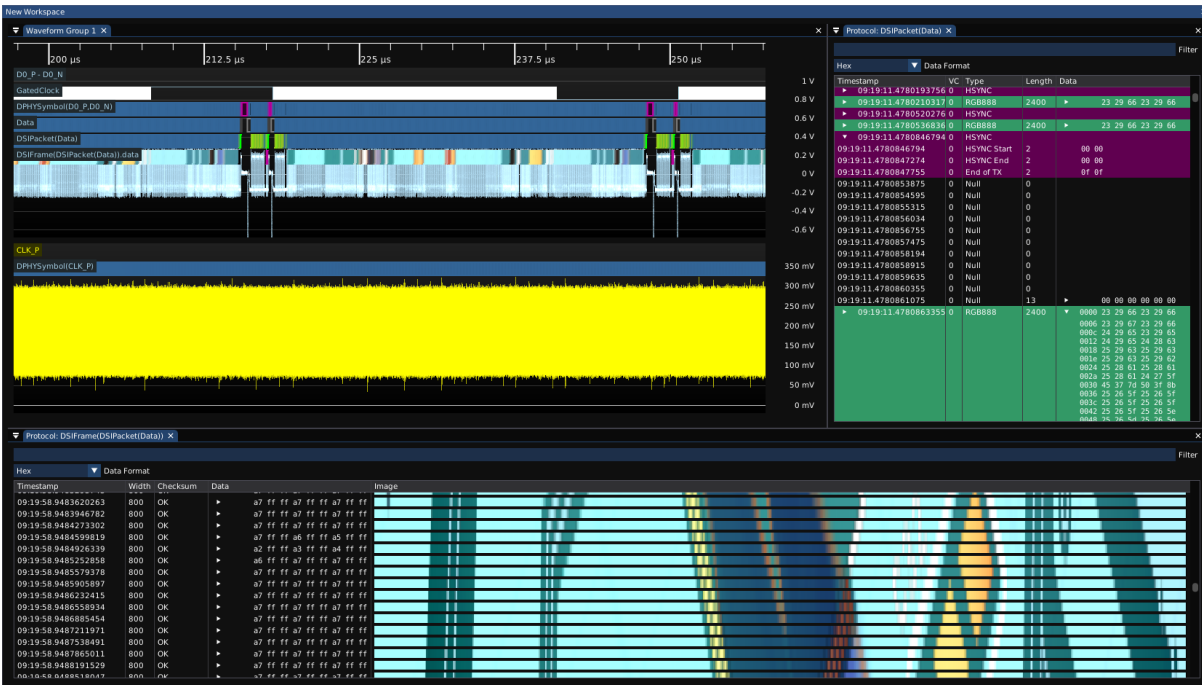 New Workspace
Waveform Group 1
200 µs 212.5 µs 225 µs 237.5 µs 250 µs
D0_P - D0_N
1 V
GatedClock
0.8 V
DPHYSymbol(D0_P,D0_N)
0.6 V
Data
0.4 V
DSIPacket(Data)
0.2 V
DSIFrame(DSIPacket(Data)).data
0 V
-0.2 V
-0.4 V
-0.6 V
CLK_P
DPHYSymbol(CLK_P)
350 mV
300 mV
250 mV
200 mV
150 mV
100 mV
50 mV
0 mV
Protocol: DSIPacket(Data)
Filter
Hex Data Format
Timestamp VC Type Length Data
09:19:11.4780193756 0 HSYNC
09:19:11.4780210317 0 RGB888 2400 23 29 66 23 29 66
09:19:11.4780520276 0 HSYNC
09:19:11.4780536836 0 RGB888 2400 23 29 66 23 29 66
09:19:11.4780846794 0 HSYNC
09:19:11.4780846794 0 HSYNC Start 2 00 00
09:19:11.4780847274 0 HSYNC End 2 00 00
09:19:11.4780847755 0 End of TX 2 0f 0f
09:19:11.4780853875 0 Null 0
09:19:11.4780854595 0 Null 0
09:19:11.4780855315 0 Null 0
09:19:11.4780856034 0 Null 0
09:19:11.4780856755 0 Null 0
09:19:11.4780857475 0 Null 0
09:19:11.4780858194 0 Null 0
09:19:11.4780858915 0 Null 0
09:19:11.4780859635 0 Null 0
09:19:11.4780860355 0 Null 0
09:19:11.4780861075 0 Null 13 00 00 00 00 00 00
09:19:11.4780863355 0 RGB888 2400 0000 23 29 66 23 29 66
0006 23 29 67 23 29 66
000c 24 29 65 23 29 65
0012 24 29 65 24 28 63
0018 25 29 63 25 29 63
001e 25 29 63 25 29 62
0024 25 28 61 25 28 61
002a 25 28 61 24 27 5f
0030 45 37 7d 50 3f 8b
0036 25 26 5f 25 26 5f
003c 25 26 5f 25 26 5f
0042 25 26 5f 25 26 5e
0048 25 26 5d 25 26 5e
Protocol: DSIFrame(DSIPacket(Data))
Filter
Hex Data Format
Timestamp Width Checksum Data Image
09:19:58.9483620263 800 OK a7 ff ff a7 ff ff a7 ff ff
09:19:58.9483946782 800 OK a7 ff ff a7 ff ff a7 ff ff
09:19:58.9484273302 800 OK a7 ff ff a7 ff ff a7 ff ff
09:19:58.9484599819 800 OK a7 ff ff a6 ff ff a5 ff ff
09:19:58.9484926339 800 OK a2 ff ff a3 ff ff a4 ff ff
09:19:58.9485252858 800 OK a6 ff ff a7 ff ff a7 ff ff
09:19:58.9485579378 800 OK a7 ff ff a7 ff ff a7 ff ff
09:19:58.9485905897 800 OK a7 ff ff a7 ff ff a7 ff ff
09:19:58.9486232415 800 OK a7 ff ff a7 ff ff a7 ff ff
09:19:58.9486558934 800 OK a7 ff ff a7 ff ff a7 ff ff
09:19:58.9486885454 800 OK a7 ff ff a7 ff ff a7 ff ff
09:19:58.9487211971 800 OK a7 ff ff a7 ff ff a7 ff ff
09:19:58.9487538491 800 OK a7 ff ff a7 ff ff a7 ff ff
09:19:58.9487865011 800 OK a7 ff ff a7 ff ff a7 ff ff
09:19:58.9488191529 800 OK a7 ff ff a7 ff ff a7 ff ff
09:19:58.9488518047 800 OK a7 ff ff a7 ff ff a7 ff ff